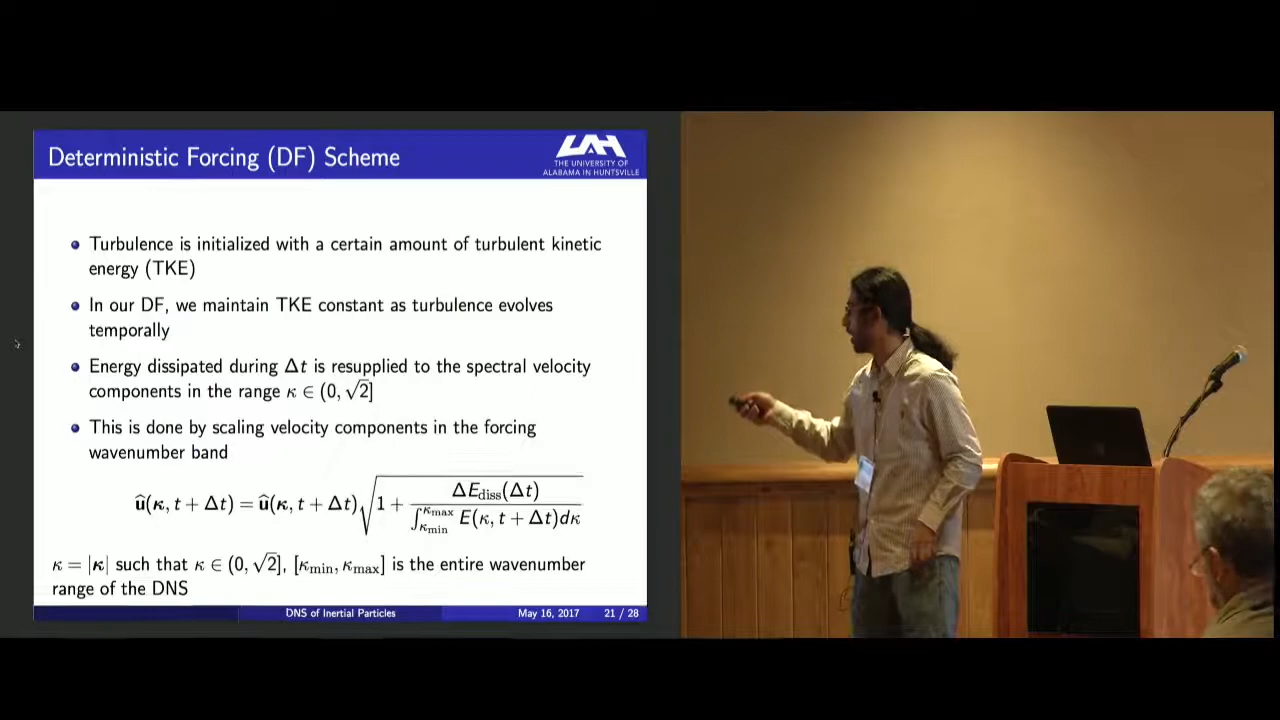 Deterministic Forcing (DF) Scheme
UAH
THE UNIVERSITY OF
ALABAMA IN HUNTSVILLE
Turbulence is initialized with a certain amount of turbulent kinetic
energy (TKE)
In our DF, we maintain TKE constant as turbulence evolves
temporally
Energy dissipated during Δt is resupplied to the spectral velocity
components in the range κ ∈ (0, √2]
This is done by scaling velocity components in the forcing
wavenumber band
û(κ, t + Δt) = û(κ, t + Δt)√(1 + ΔE_diss(Δt) / ∫_κmin^κmax E(κ, t + Δt)dκ)
κ = |κ| such that κ ∈ (0, √2], [κmin, κmax] is the entire wavenumber
range of the DNS
DNS of Inertial Particles
May 16, 2017
21 / 28